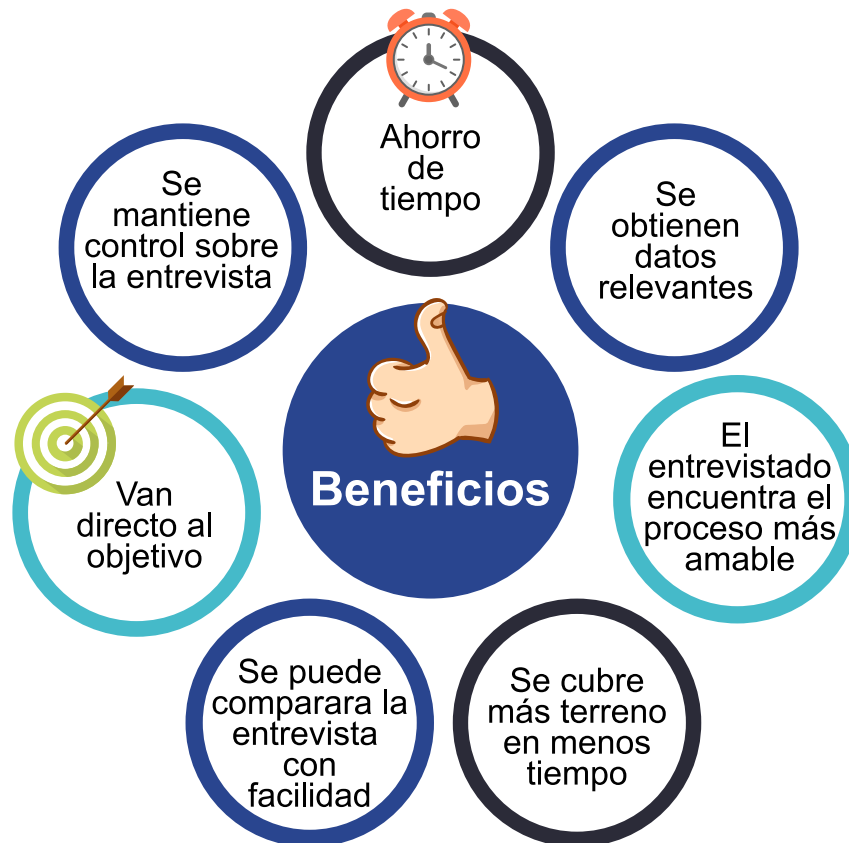 Ahorro
de
tiempo
Se
mantiene
control sobre
la entrevista
Se
obtienen
datos
relevantes
Beneficios
Van
directo al
objetivo
El
entrevistado
encuentra el
proceso más
amable
Se puede
comparara la
entrevista
con
facilidad
Se cubre
más terreno
en menos
tiempo